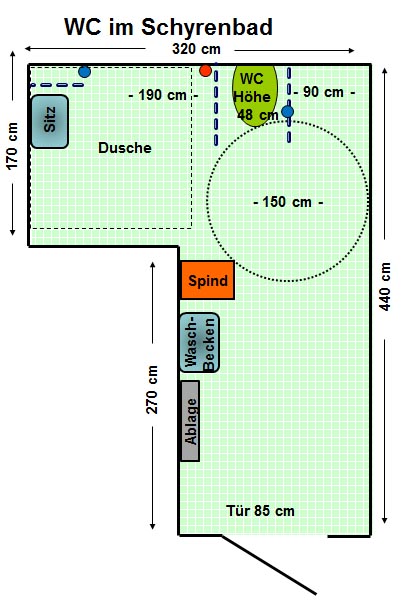 WC im Schyrenbad
320 cm
170 cm
Sitz
- 190 cm -
WC
Höhe
48 cm
- 90 cm -
Dusche
- 150 cm -
440 cm
Spind
270 cm
Wasch-
Becken
Ablage
Tür 85 cm